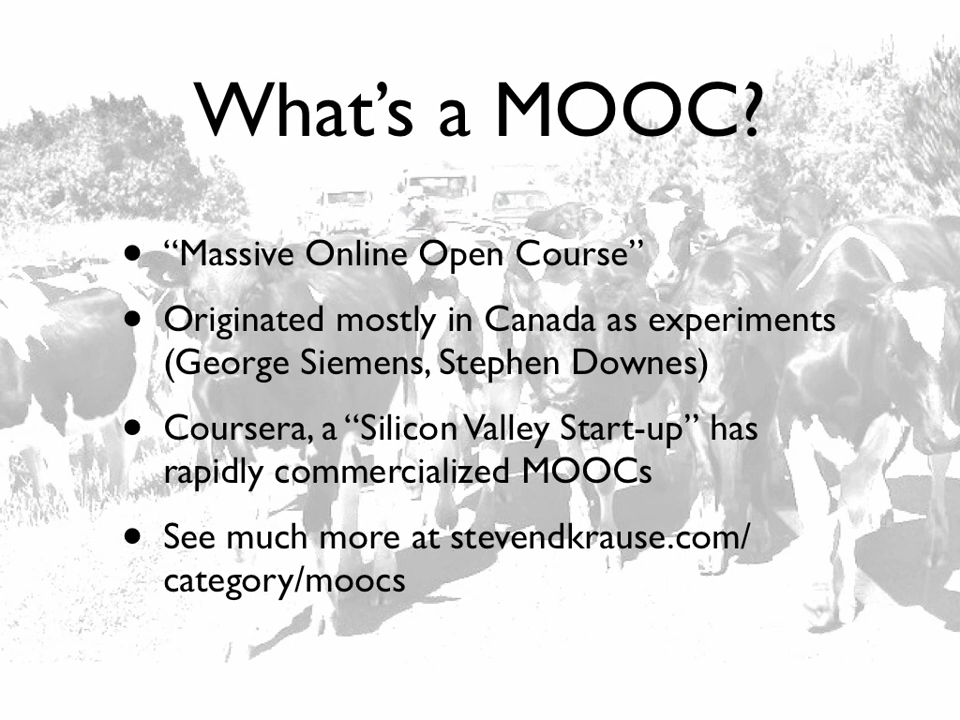 What’s a MOOC?
• “Massive Online Open Course”
• Originated mostly in Canada as experiments
(George Siemens, Stephen Downes)
• Coursera, a “Silicon Valley Start-up” has
rapidly commercialized MOOCs
• See much more at stevendkrause.com/
category/moocs